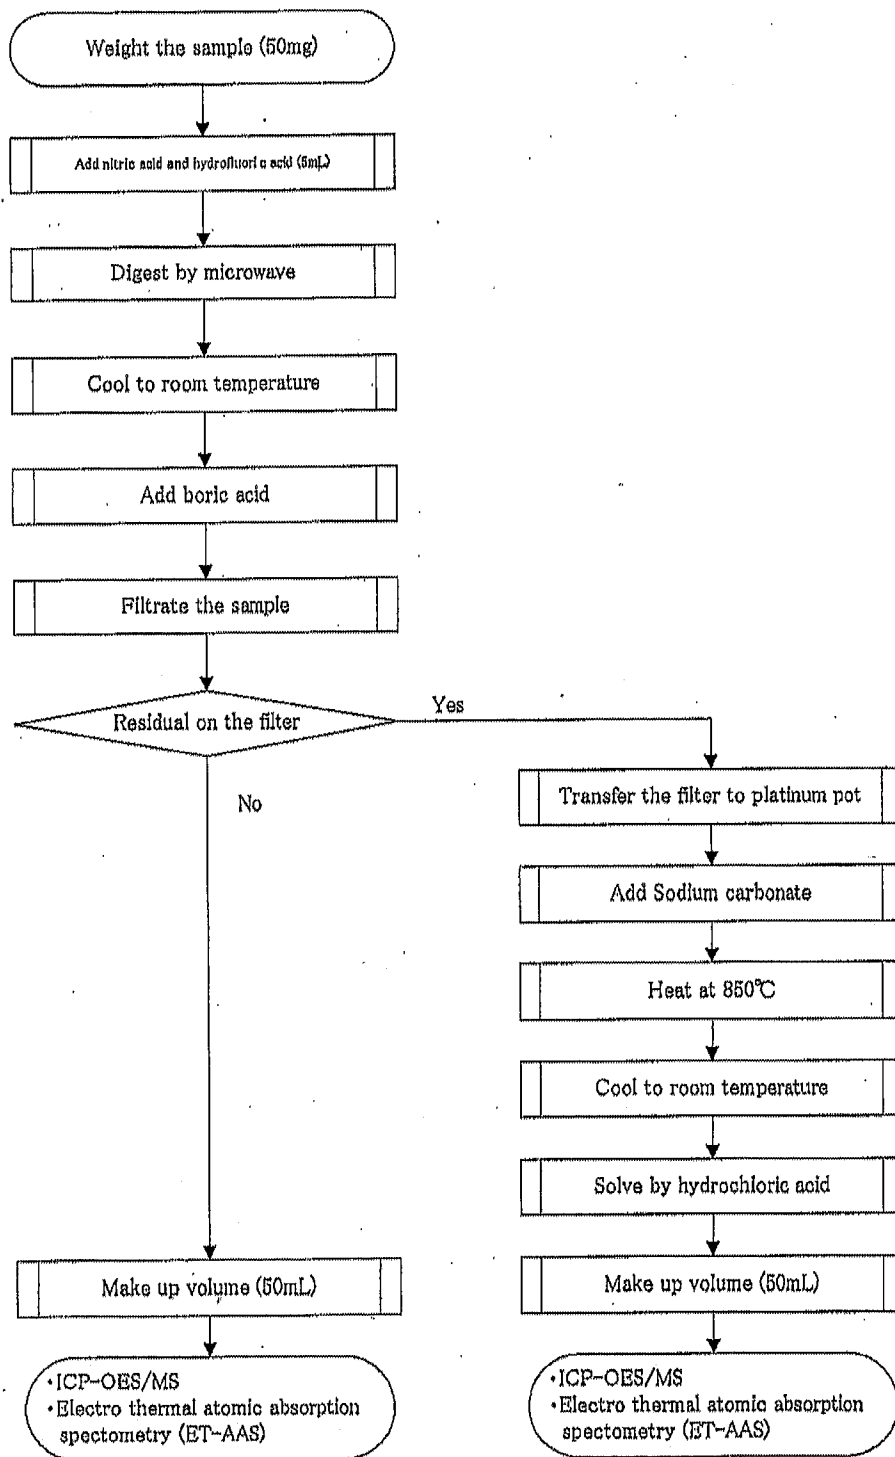 Weight the sample (50mg)
Add nitric acid and hydrofluoric acid (5mL)
Digest by microwave
Cool to room temperature
Add boric acid
Filtrate the sample
Residual on the filter
Yes
No
Transfer the filter to platinum pot
Add Sodium carbonate
Heat at 850℃
Cool to room temperature
Solve by hydrochloric acid
Make up volume (50mL)
Make up volume (50mL)
・ICP-OES/MS
・Electro thermal atomic absorption
spectometry (ET-AAS)
・ICP-OES/MS
・Electro thermal atomic absorption
spectometry (ET-AAS)